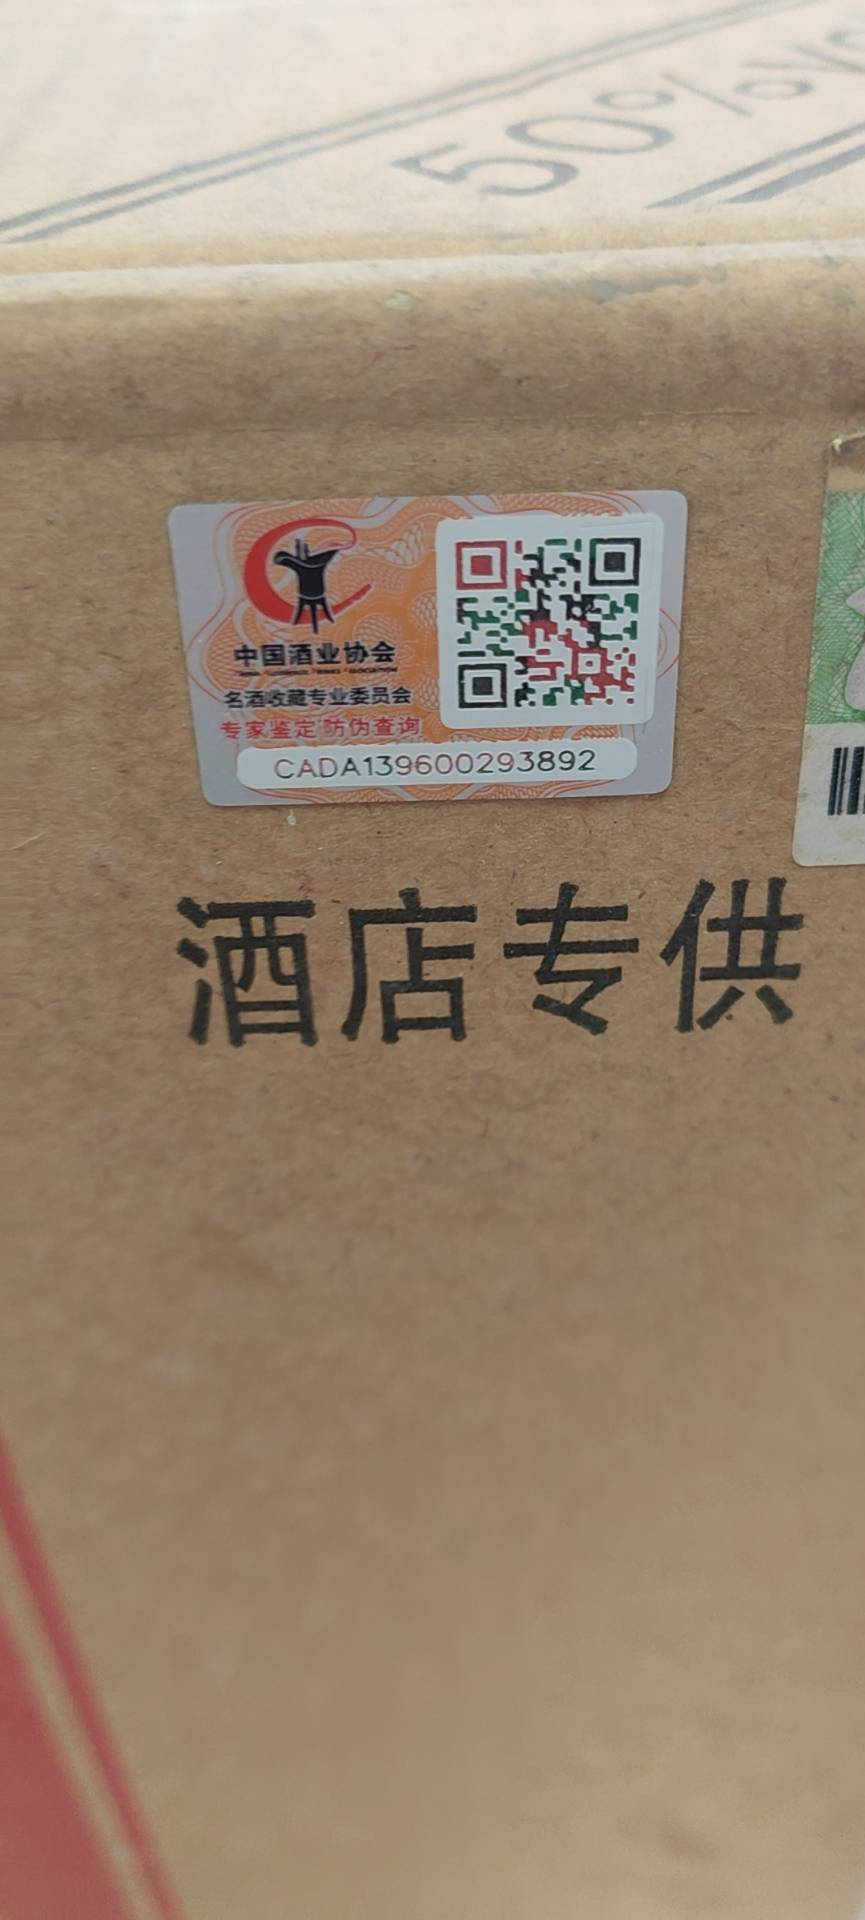 50%vo
中国酒业协会
名酒收藏专业委员会
专家鉴定 防伪查询
CADA139600293892
酒店专供